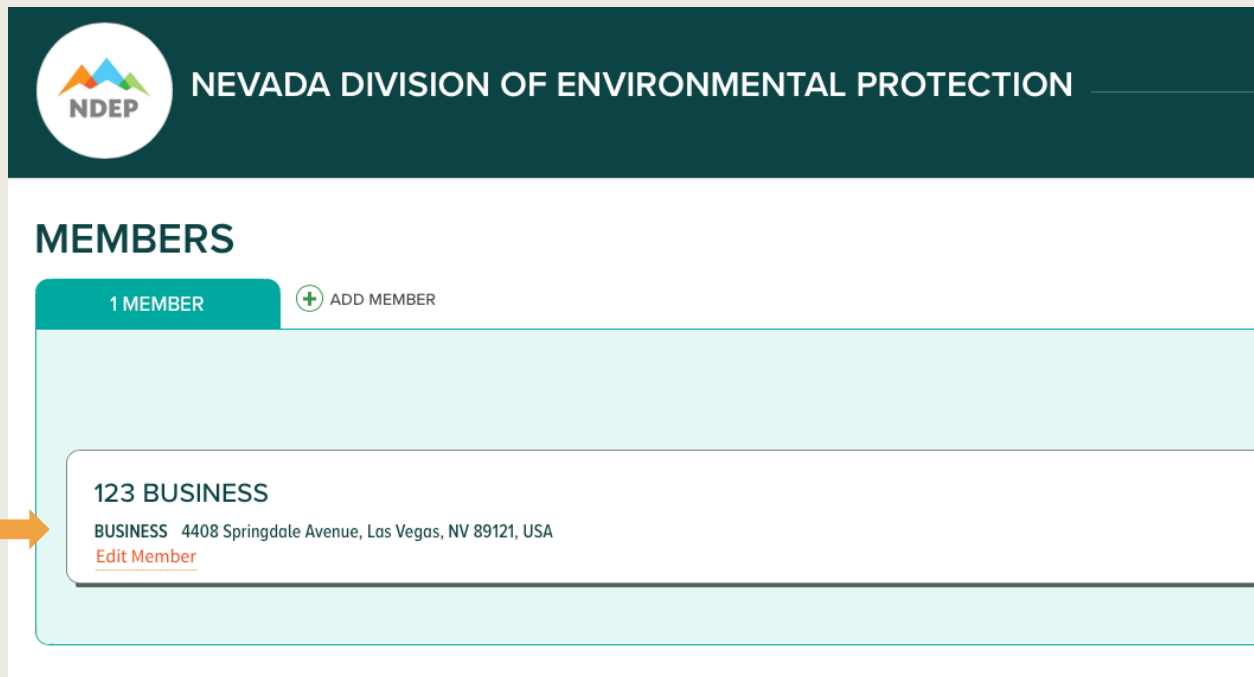 NDEP
NEVADA DIVISION OF ENVIRONMENTAL PROTECTION
MEMBERS
1 MEMBER
ADD MEMBER
123 BUSINESS
BUSINESS 4408 Springdale Avenue, Las Vegas, NV 89121, USA
Edit Member